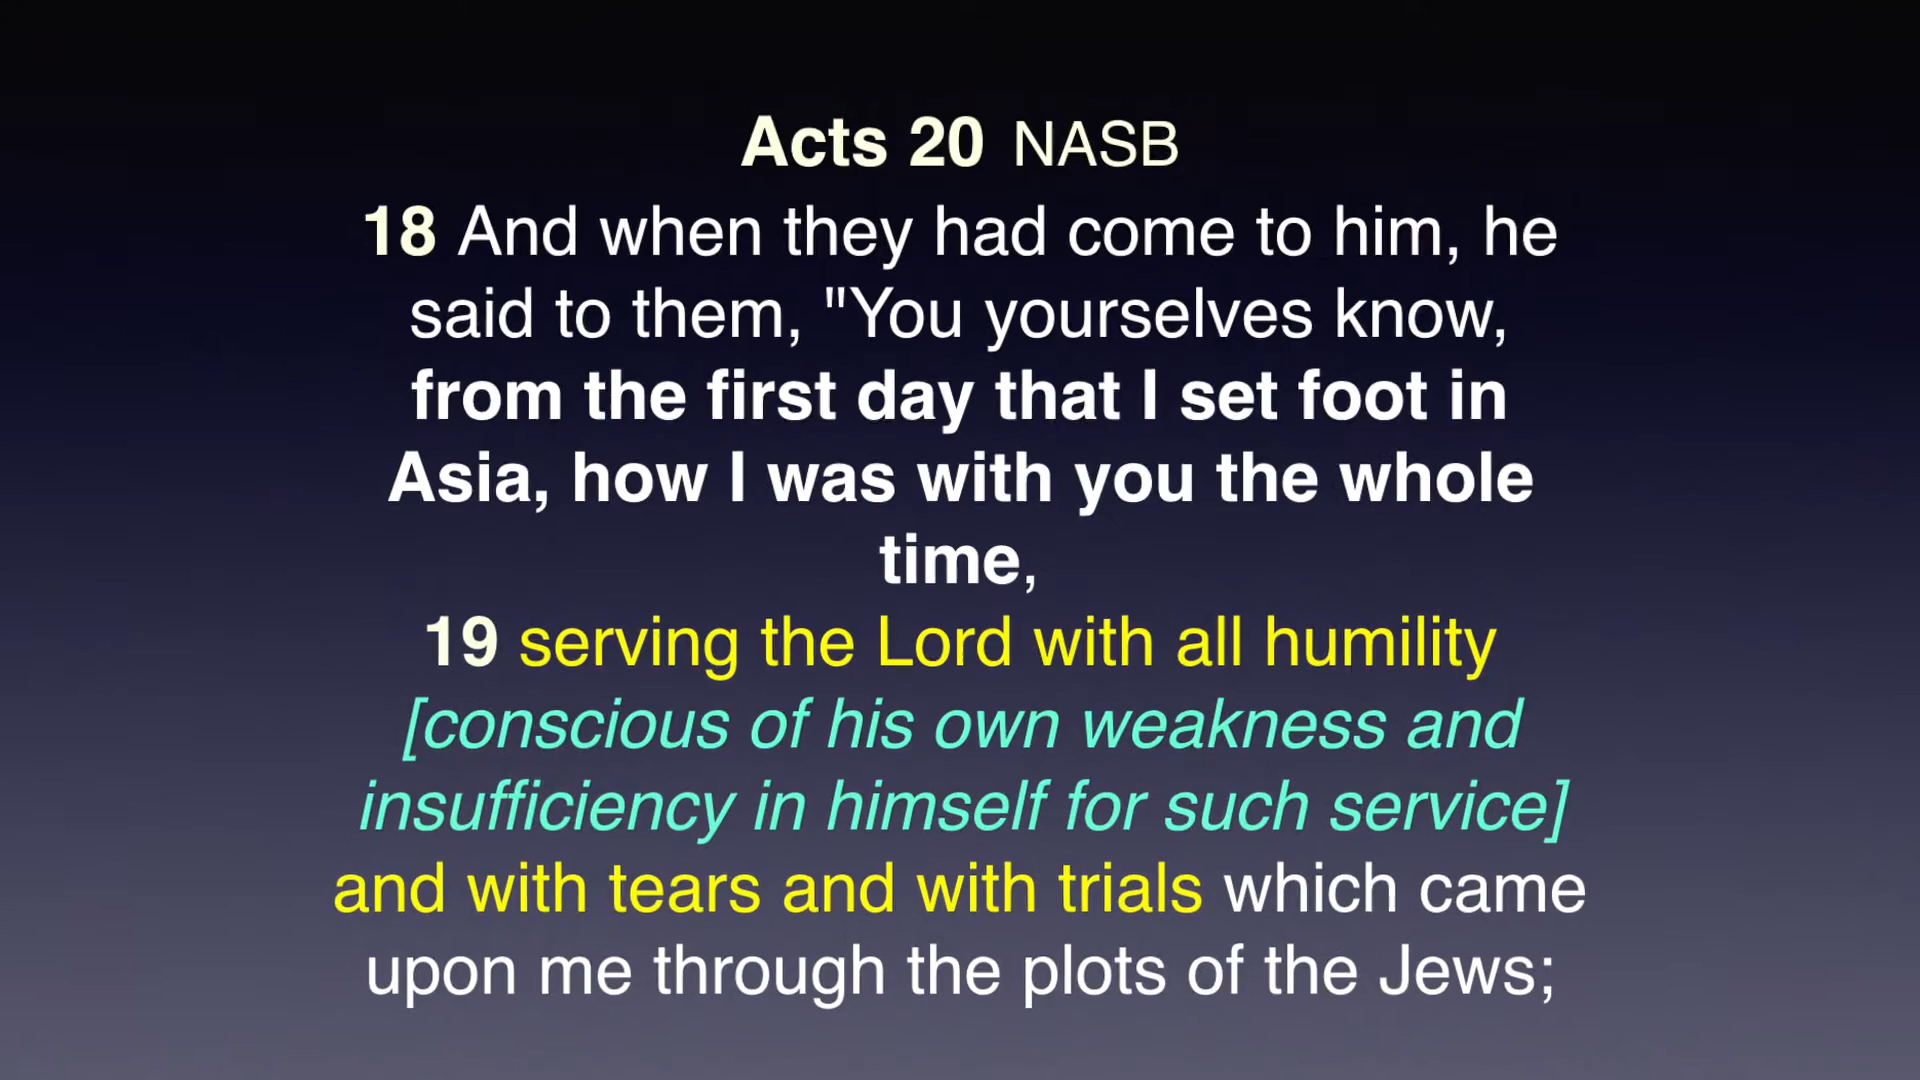 Acts 20 NASB
18 And when they had come to him, he
said to them, "You yourselves know,
from the first day that I set foot in
Asia, how I was with you the whole
time,
19 serving the Lord with all humility
[conscious of his own weakness and
insufficiency in himself for such service]
and with tears and with trials which came
upon me through the plots of the Jews;